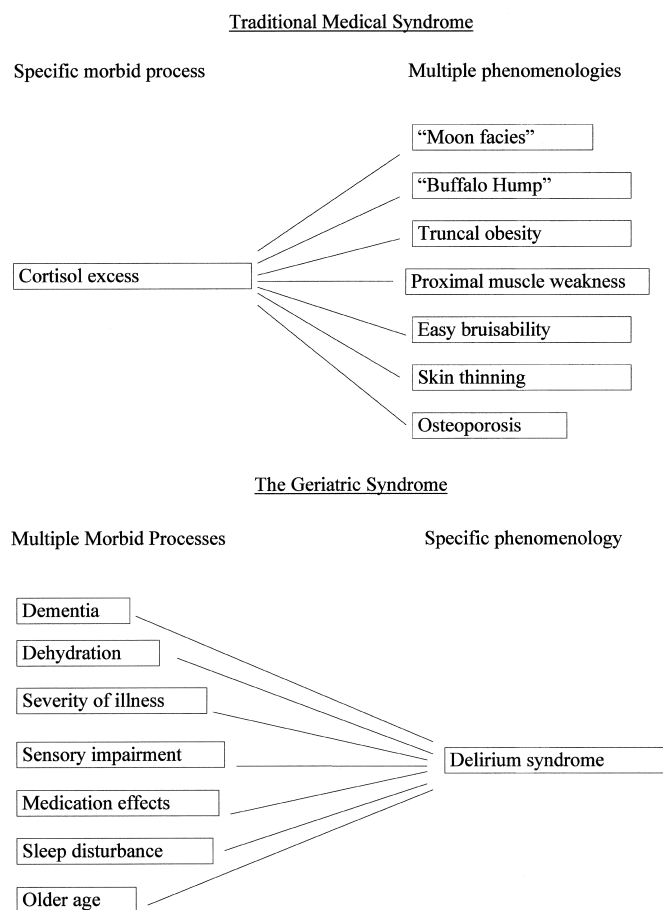 Traditional Medical Syndrome
Specific morbid process
Multiple phenomenologies
“Moon facies”
“Buffalo Hump”
Truncal obesity
Cortisol excess
Proximal muscle weakness
Easy bruisability
Skin thinning
Osteoporosis
The Geriatric Syndrome
Multiple Morbid Processes
Specific phenomenology
Dementia
Dehydration
Severity of illness
Sensory impairment
Delirium syndrome
Medication effects
Sleep disturbance
Older age